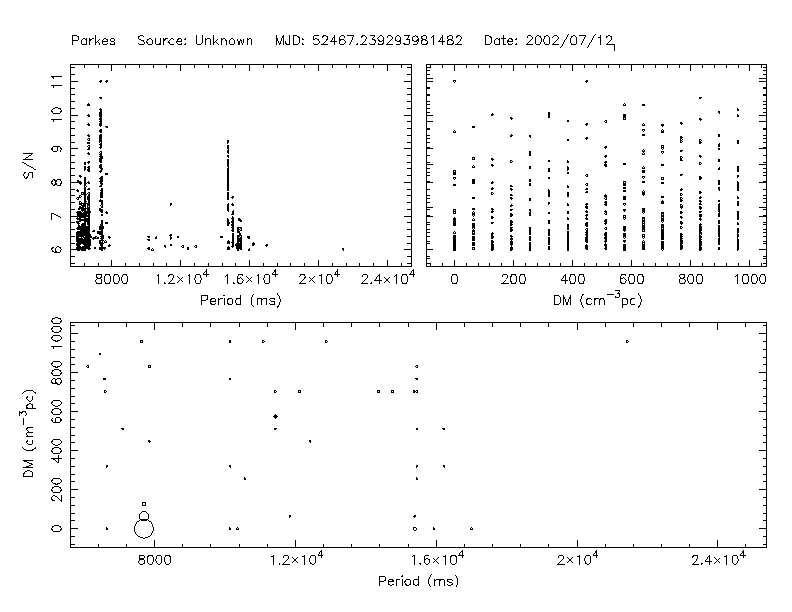 Parkes Source: Unknown MJD: 52467.239293981482 Date: 2002/07/12
S/N
11
10
9
8
7
6
8000 1.2×10⁴ 1.6×10⁴ 2×10⁴ 2.4×10⁴
Period (ms)
0 200 400 600 800 1000
DM (cm⁻³pc)
DM (cm⁻³pc)
1000
800
600
400
200
0
8000 1.2×10⁴ 1.6×10⁴ 2×10⁴ 2.4×10⁴
Period (ms)